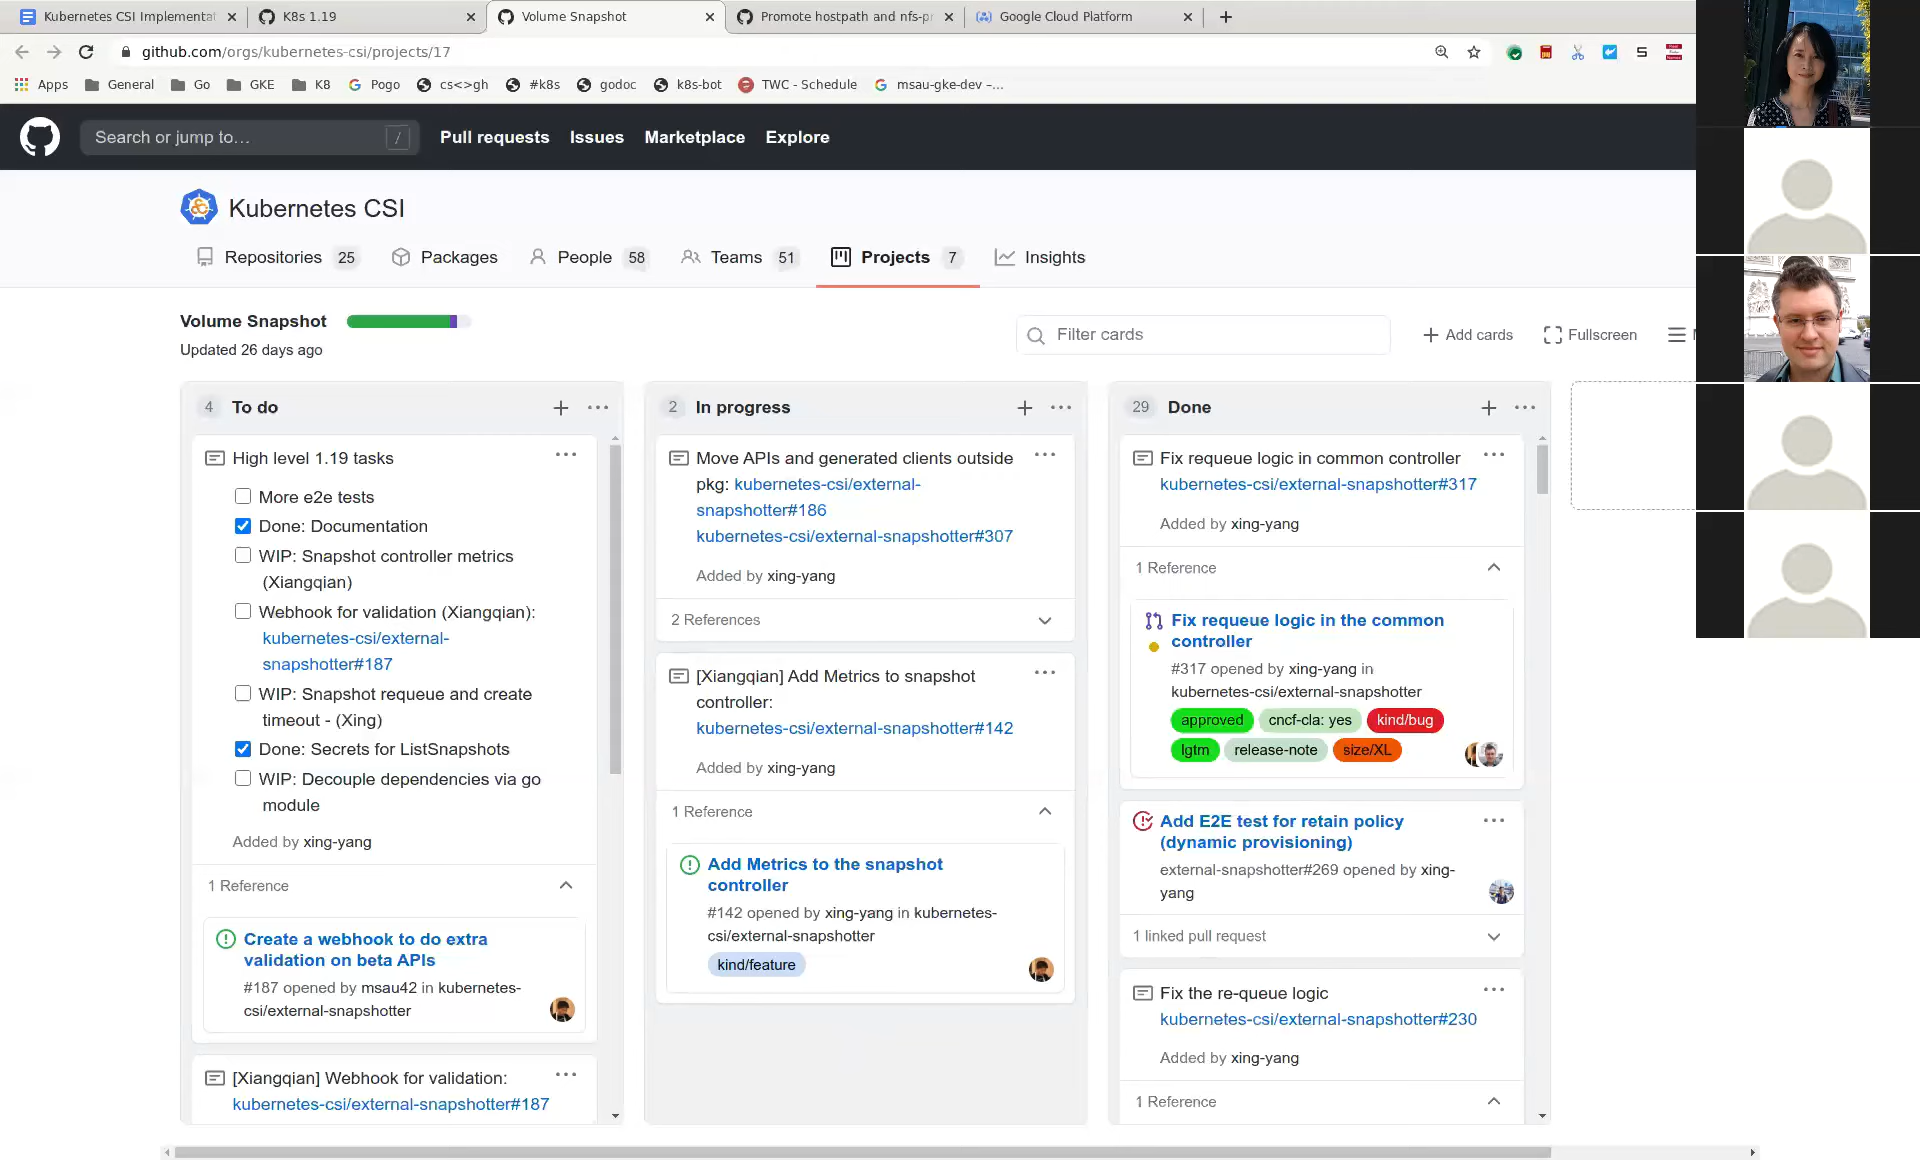 Kubernetes CSI Implementat
K8s 1.19
Volume Snapshot
Promote hostpath and nfs-pr
Google Cloud Platform
github.com/orgs/kubernetes-csi/projects/17
Apps
General
Go
GKE
K8
Pogo
cs<>gh
#k8s
godoc
k8s-bot
TWC - Schedule
msau-gke-dev –...
Search or jump to…
/
Pull requests
Issues
Marketplace
Explore
Kubernetes CSI
Repositories 25
Packages
People 58
Teams 51
Projects 7
Insights
Volume Snapshot
Updated 26 days ago
Filter cards
Add cards
Fullscreen
4 To do
High level 1.19 tasks
More e2e tests
Done: Documentation
WIP: Snapshot controller metrics
(Xiangqian)
Webhook for validation (Xiangqian):
kubernetes-csi/external-
snapshotter#187
WIP: Snapshot requeue and create
timeout - (Xing)
Done: Secrets for ListSnapshots
WIP: Decouple dependencies via go
module
Added by xing-yang
1 Reference
Create a webhook to do extra
validation on beta APIs
#187 opened by msau42 in kubernetes-
csi/external-snapshotter
[Xiangqian] Webhook for validation:
kubernetes-csi/external-snapshotter#187
2 In progress
Move APIs and generated clients outside
pkg: kubernetes-csi/external-
snapshotter#186
kubernetes-csi/external-snapshotter#307
Added by xing-yang
2 References
[Xiangqian] Add Metrics to snapshot
controller:
kubernetes-csi/external-snapshotter#142
Added by xing-yang
1 Reference
Add Metrics to the snapshot
controller
#142 opened by xing-yang in kubernetes-
csi/external-snapshotter
kind/feature
29 Done
Fix requeue logic in common controller
kubernetes-csi/external-snapshotter#317
Added by xing-yang
1 Reference
Fix requeue logic in the common
controller
#317 opened by xing-yang in
kubernetes-csi/external-snapshotter
approved cncf-cla: yes kind/bug
lgtm release-note size/XL
Add E2E test for retain policy
(dynamic provisioning)
external-snapshotter#269 opened by xing-
yang
1 linked pull request
Fix the re-queue logic
kubernetes-csi/external-snapshotter#230
Added by xing-yang
1 Reference